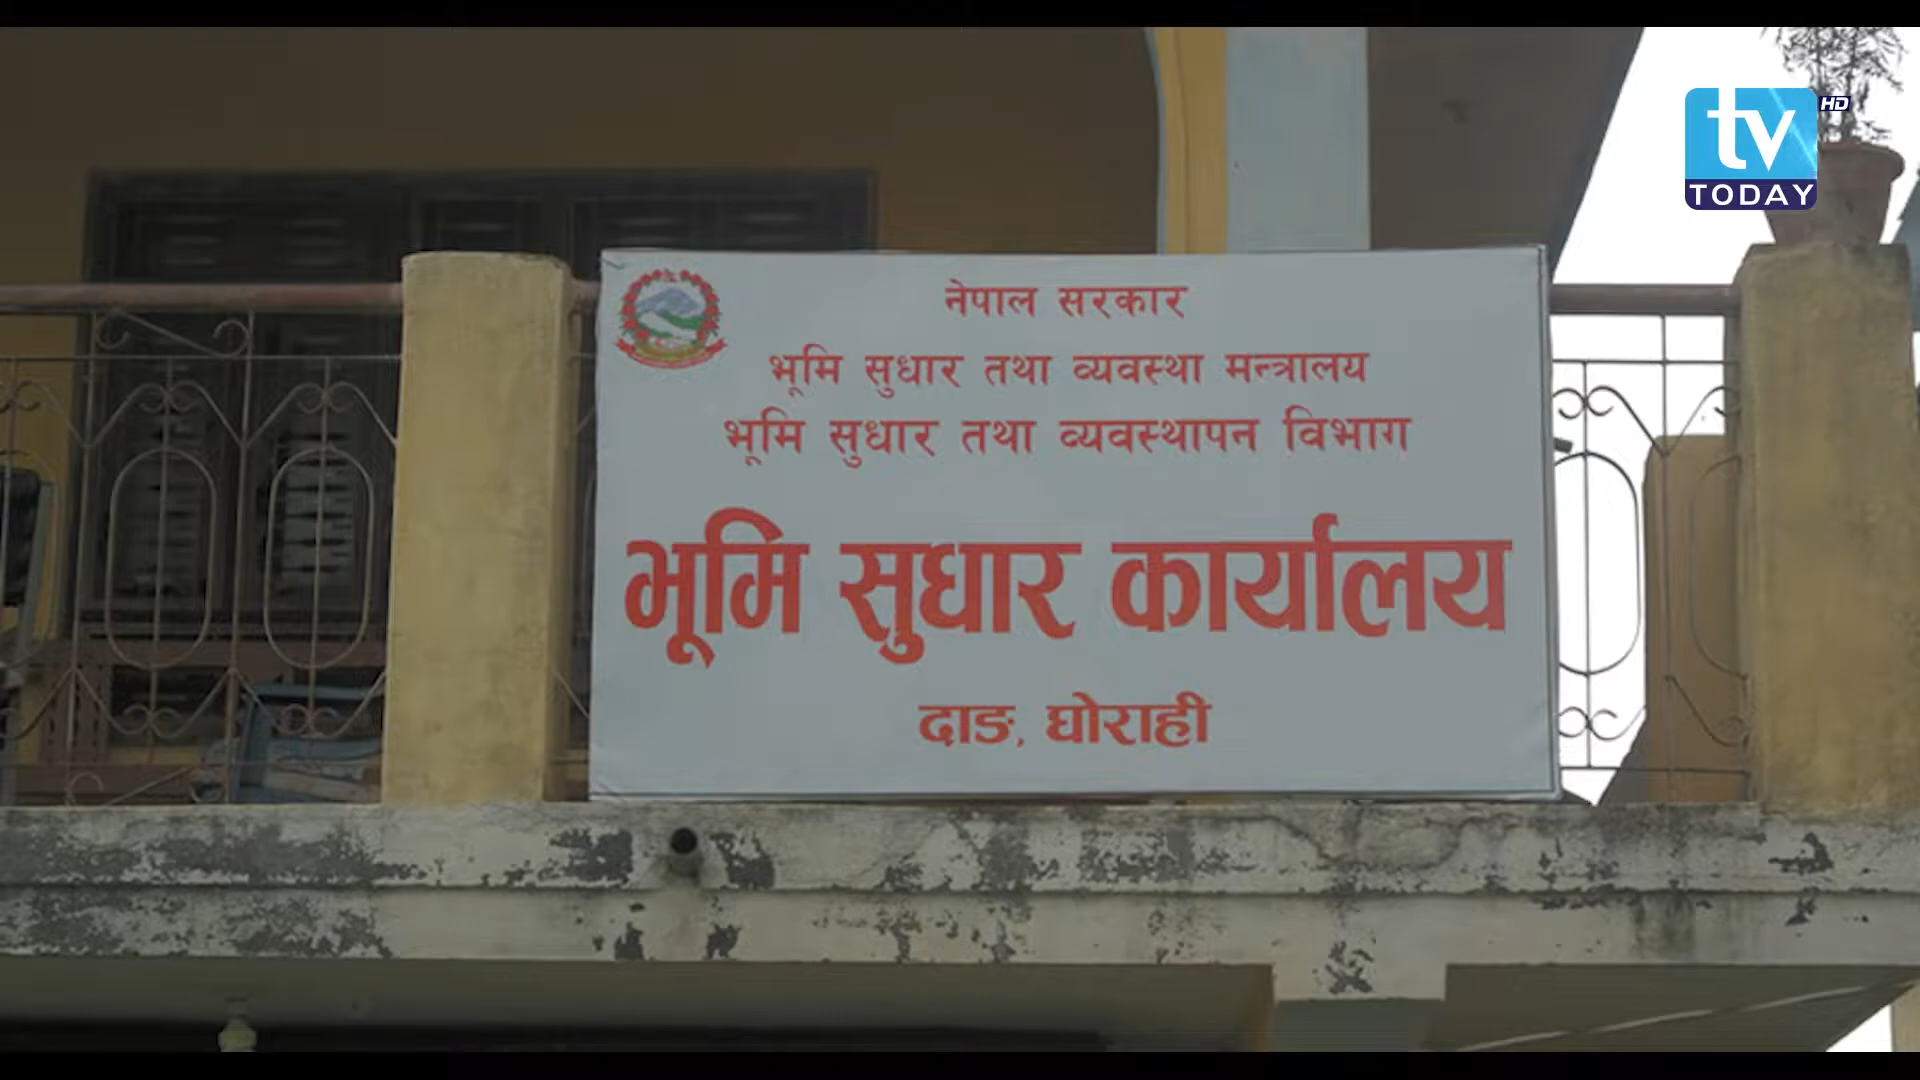 tv HD
TODAY
नेपाल सरकार
भूमि सुधार तथा व्यवस्था मन्त्रालय
भूमि सुधार तथा व्यवस्थापन विभाग
भूमि सुधार कार्यालय
दाङ, घोराही